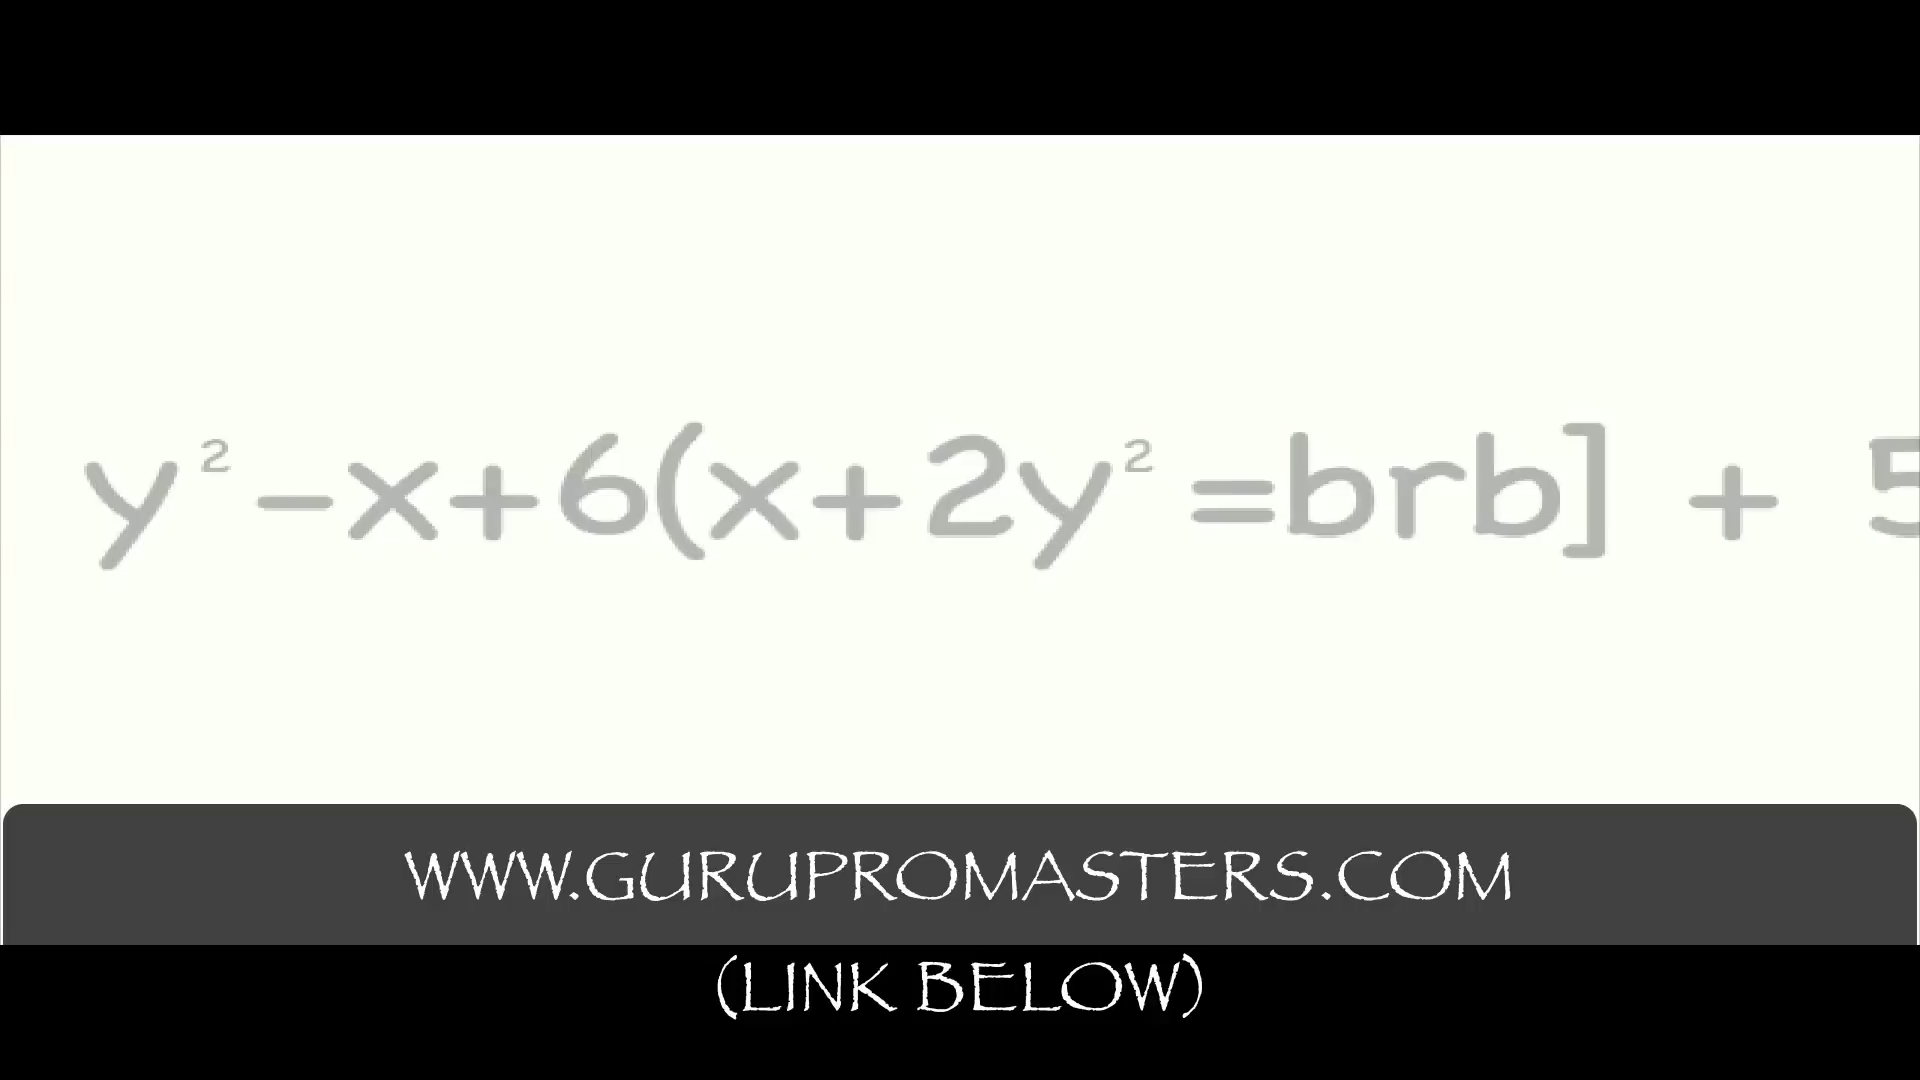 y²-x+6(x+2y²=brb] + 5
WWW.GURUPROMASTERS.COM
(LINK BELOW)